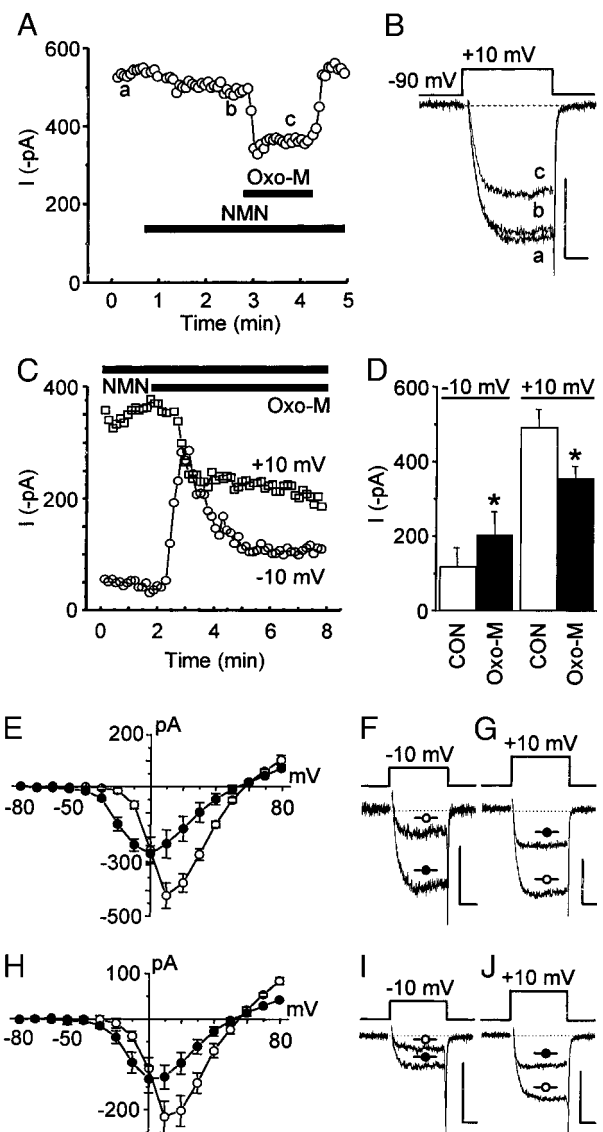 A
600
400
200
0
I (-pA)
a
b
c
Oxo-M
NMN
0 1 2 3 4 5
Time (min)
B
+10 mV
-90 mV
c
b
a
C
400
200
0
I (-pA)
NMN
Oxo-M
+10 mV
-10 mV
0 2 4 6 8
Time (min)
D
600
400
200
0
I (-pA)
-10 mV +10 mV
*
*
CON
Oxo-M
CON
Oxo-M
E
200
pA
mV
-80 -50 80
-300
-500
F
-10 mV
G
+10 mV
H
100
pA
mV
-80 -50 80
-200
I
-10 mV
J
+10 mV